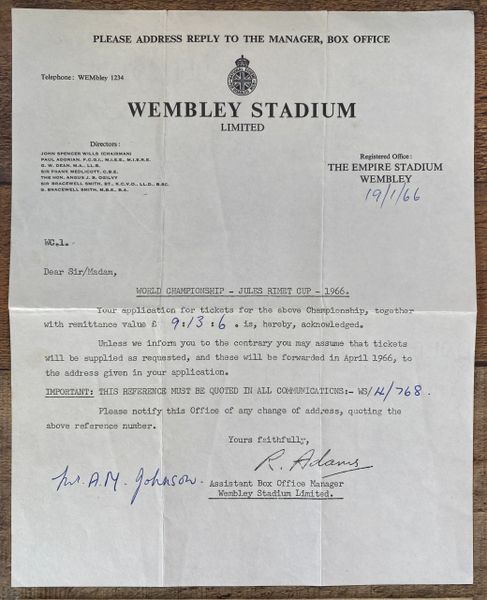 PLEASE ADDRESS REPLY TO THE MANAGER, BOX OFFICE
Telephone: WEMbley 1234
WEMBLEY STADIUM
LIMITED
Directors:
JOHN SPENCER WILLS (CHAIRMAN)
PAUL ADORIAN, F.C.G.I., M.I.E.E., M.I.E.R.E.
G. W. DEAN, M.A., LL.B.
SIR FRANK MEDLICOTT, C.B.E.
THE HON. ANGUS J. B. OGILVY
SIR BRACEWELL SMITH, BT., K.C.V.O., LL.D., B.SC.
G. BRACEWELL SMITH, M.B.E., B.A.
Registered Office:
THE EMPIRE STADIUM
WEMBLEY
19/1/66
WC.1.
Dear Sir/Madam,
WORLD CHAMPIONSHIP - JULES RIMET CUP - 1966.
Your application for tickets for the above Championship, together
with remittance value £ 9:13:6. is, hereby, acknowledged.
Unless we inform you to the contrary you may assume that tickets
will be supplied as requested, and these will be forwarded in April 1966, to
the address given in your application.
IMPORTANT: THIS REFERENCE MUST BE QUOTED IN ALL COMMUNICATIONS:- WS/H/768.
Please notify this Office of any change of address, quoting the
above reference number.
Yours faithfully,
R. Adams
Mr. A.M. Johnson.
Assistant Box Office Manager
Wembley Stadium Limited.